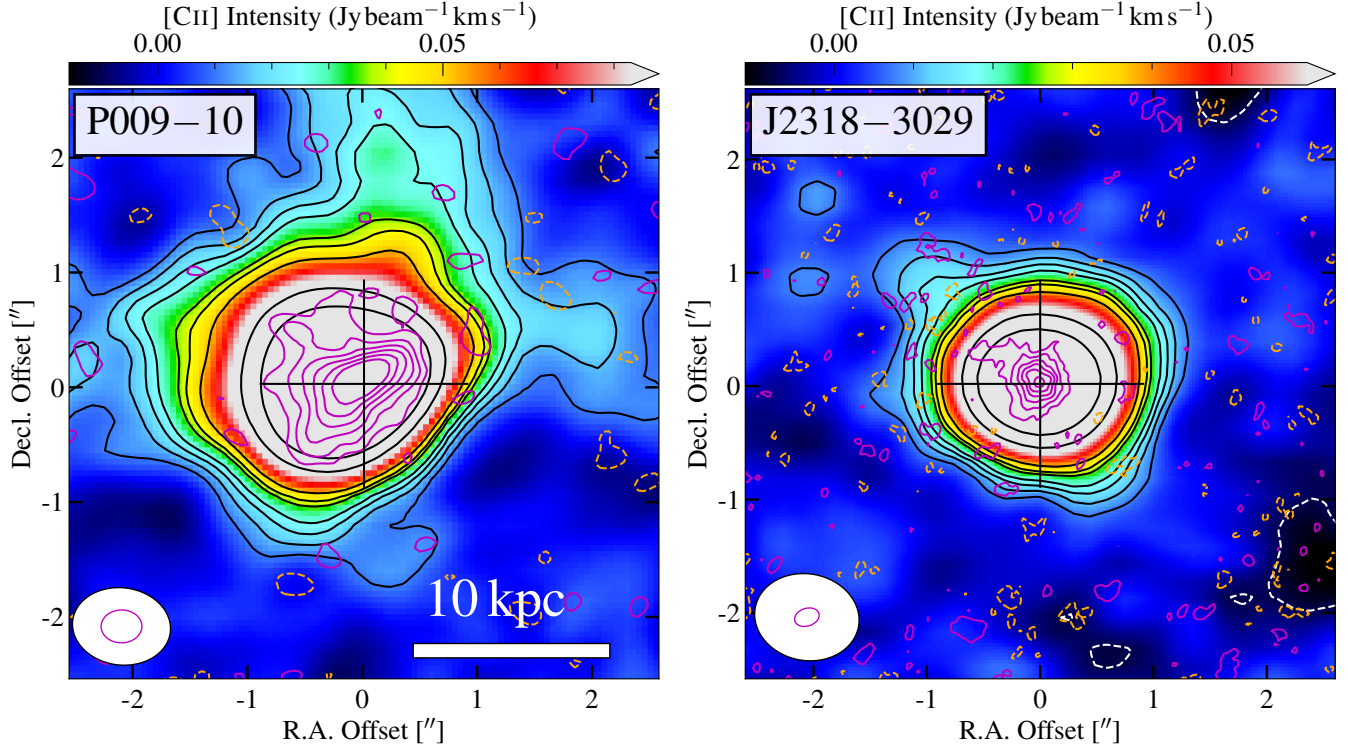 [CII] Intensity (Jy beam⁻¹ km s⁻¹)
0.00 0.05
P009−10
2
1
0
-1
-2
Decl. Offset [″]
10 kpc
-2 -1 0 1 2
R.A. Offset [″]
[CII] Intensity (Jy beam⁻¹ km s⁻¹)
0.00 0.05
J2318−3029
2
1
0
-1
-2
Decl. Offset [″]
-2 -1 0 1 2
R.A. Offset [″]